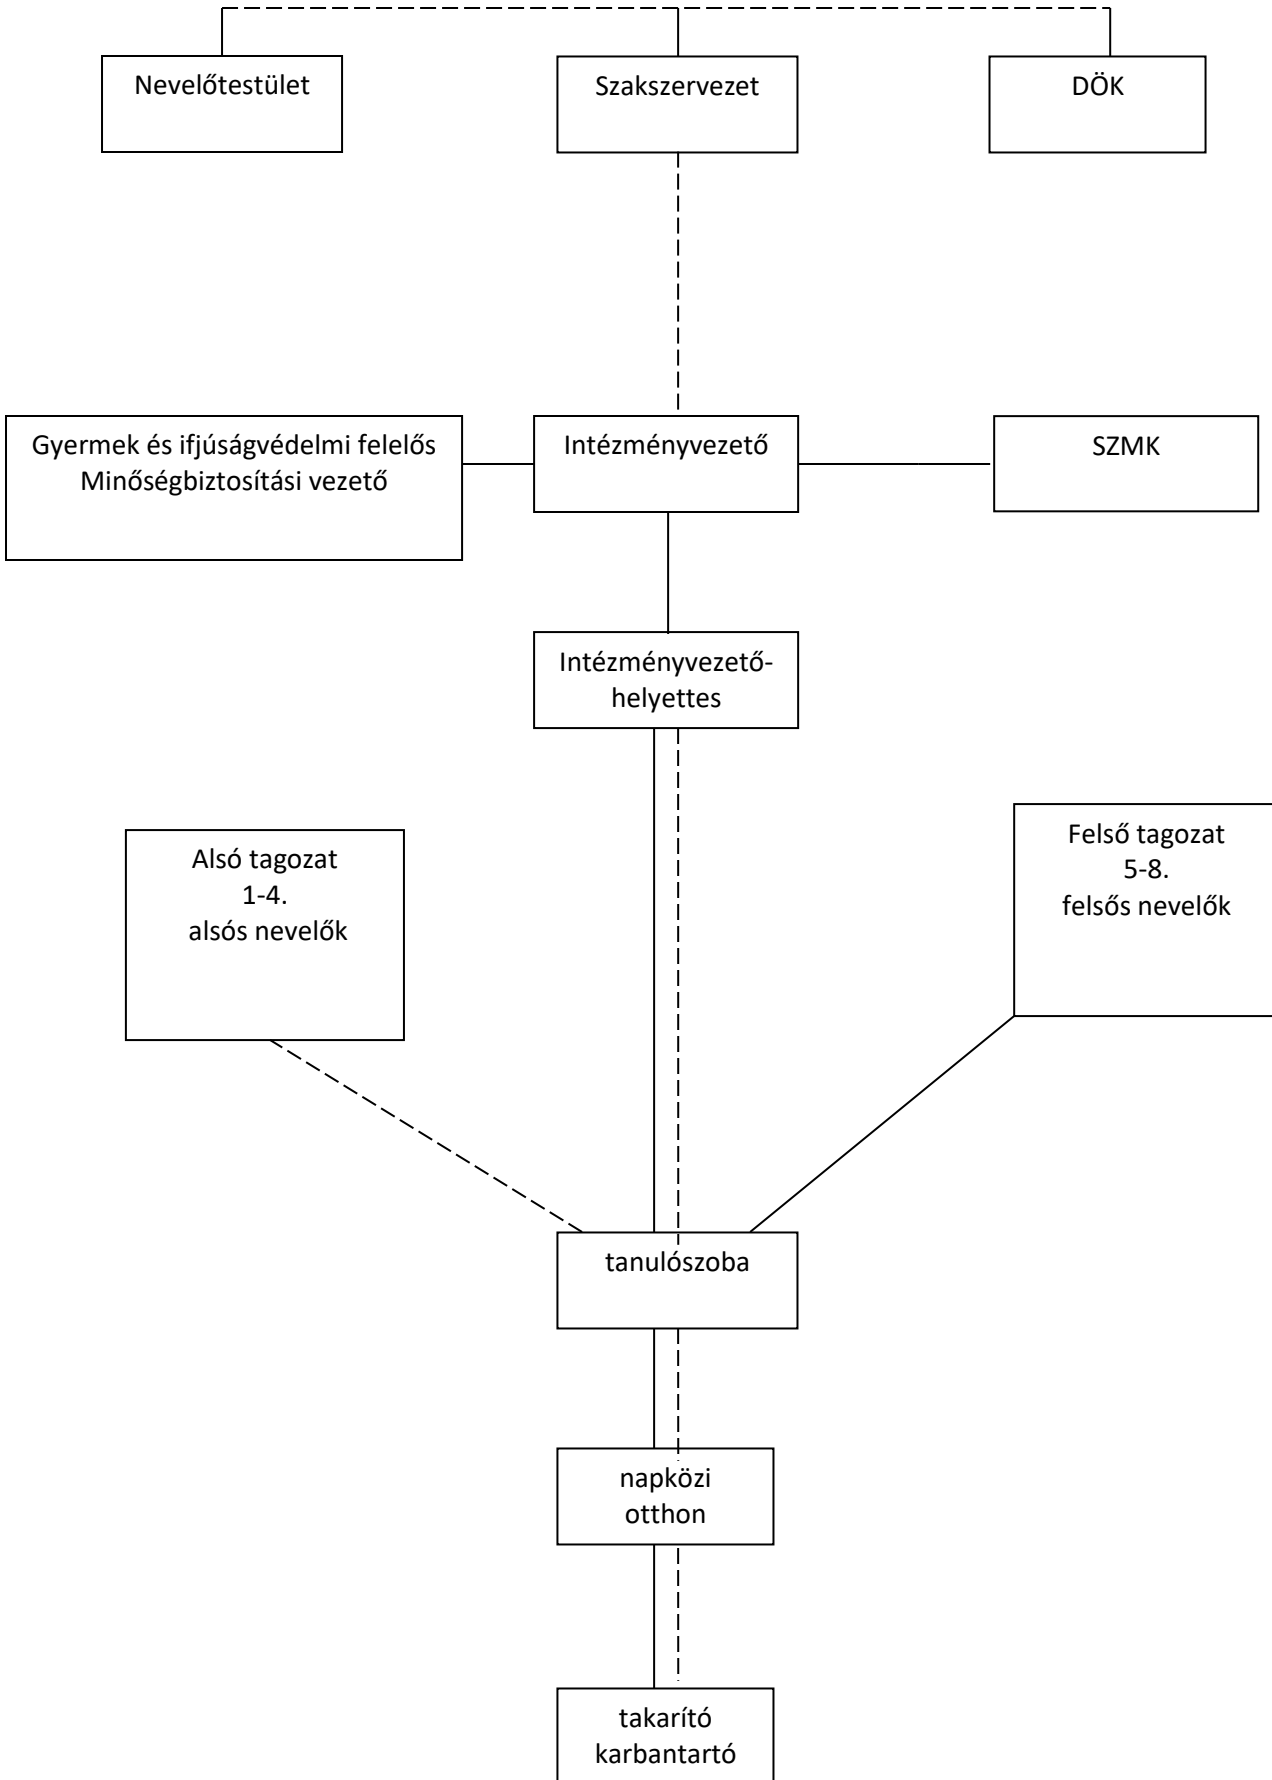 Nevelőtestület
Szakszervezet
DÖK
Gyermek és ifjúságvédelmi felelős
Minőségbiztosítási vezető
Intézményvezető
SZMK
Intézményvezető-
helyettes
Alsó tagozat
1-4.
alsós nevelők
Felső tagozat
5-8.
felsős nevelők
tanulószoba
napközi
otthon
takarító
karbantartó